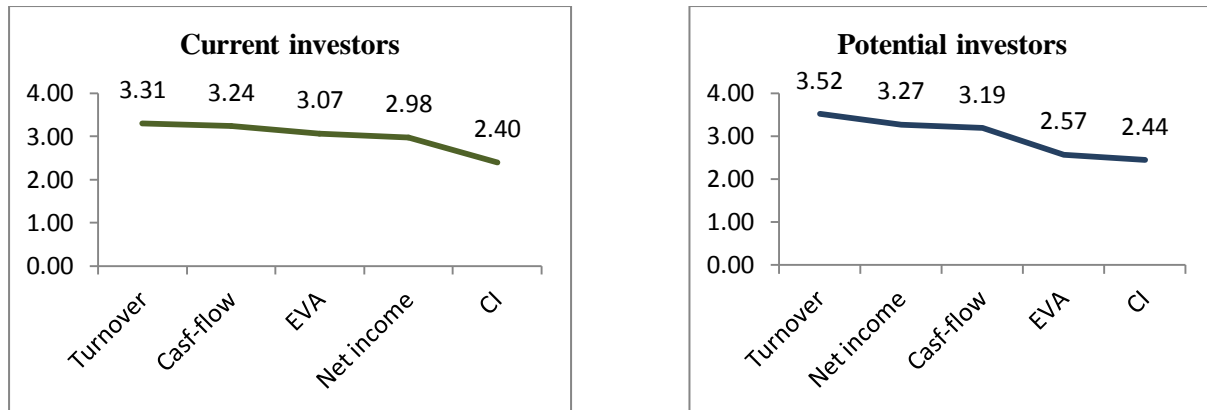 Current investors
3.31
3.24
3.07
2.98
2.40
4.00
3.00
2.00
1.00
0.00
Turnover
Casf-flow
EVA
Net income
CI
Potential investors
3.52
3.27
3.19
2.57
2.44
4.00
3.00
2.00
1.00
0.00
Turnover
Net income
Casf-flow
EVA
CI